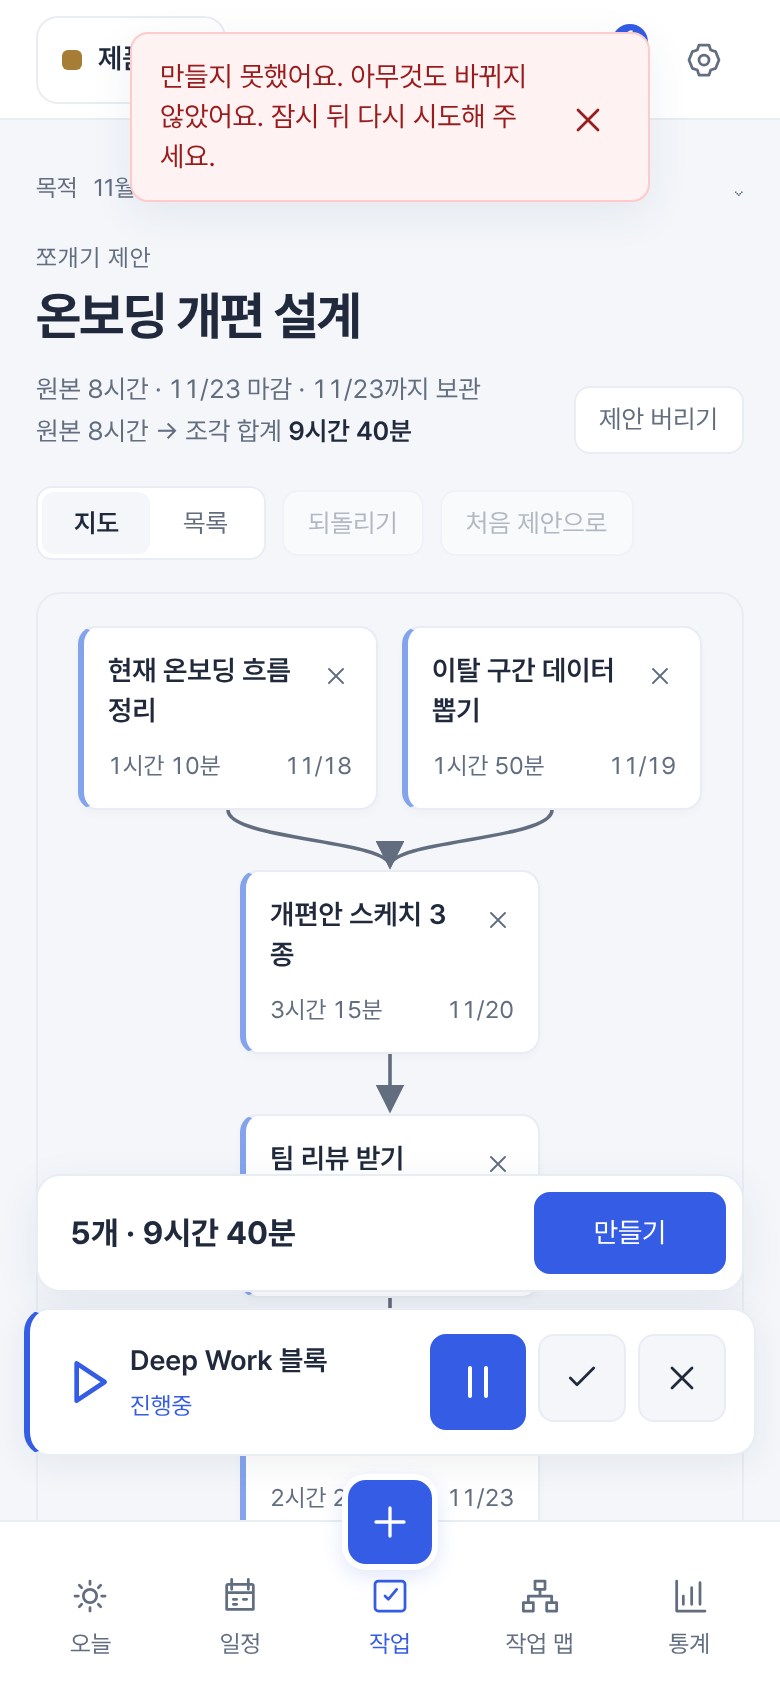 만들지 못했어요. 아무것도 바뀌지
않았어요. 잠시 뒤 다시 시도해 주
세요.
목적 11월
쪼개기 제안
온보딩 개편 설계
원본 8시간 · 11/23 마감 · 11/23까지 보관
원본 8시간 → 조각 합계 9시간 40분
제안 버리기
지도 목록 되돌리기 처음 제안으로
현재 온보딩 흐름
정리
1시간 10분 11/18
이탈 구간 데이터
뽑기
1시간 50분 11/19
개편안 스케치 3
종
3시간 15분 11/20
팀 리뷰 받기
5개 · 9시간 40분
만들기
Deep Work 블록
진행중
2시간 11/23
오늘 일정 작업 작업 맵 통계